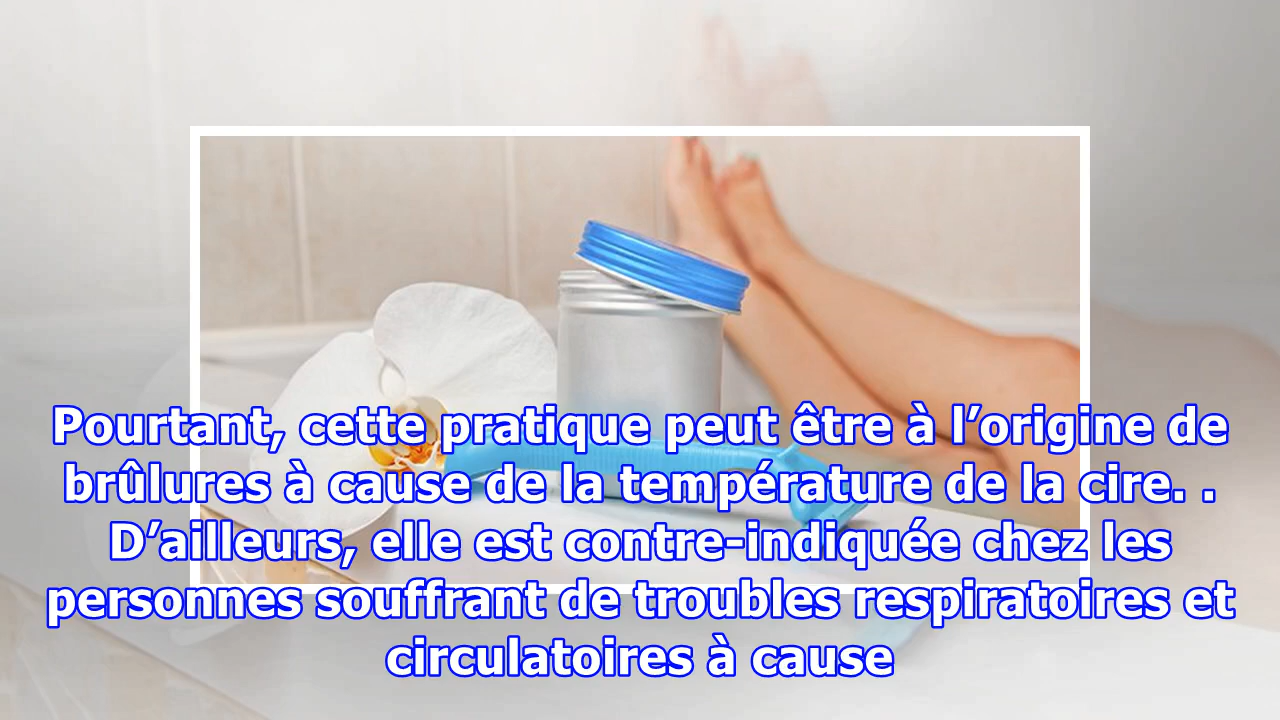 Pourtant, cette pratique peut être à l’origine de
brûlures à cause de la température de la cire. .
D’ailleurs, elle est contre-indiquée chez les
personnes souffrant de troubles respiratoires et
circulatoires à cause